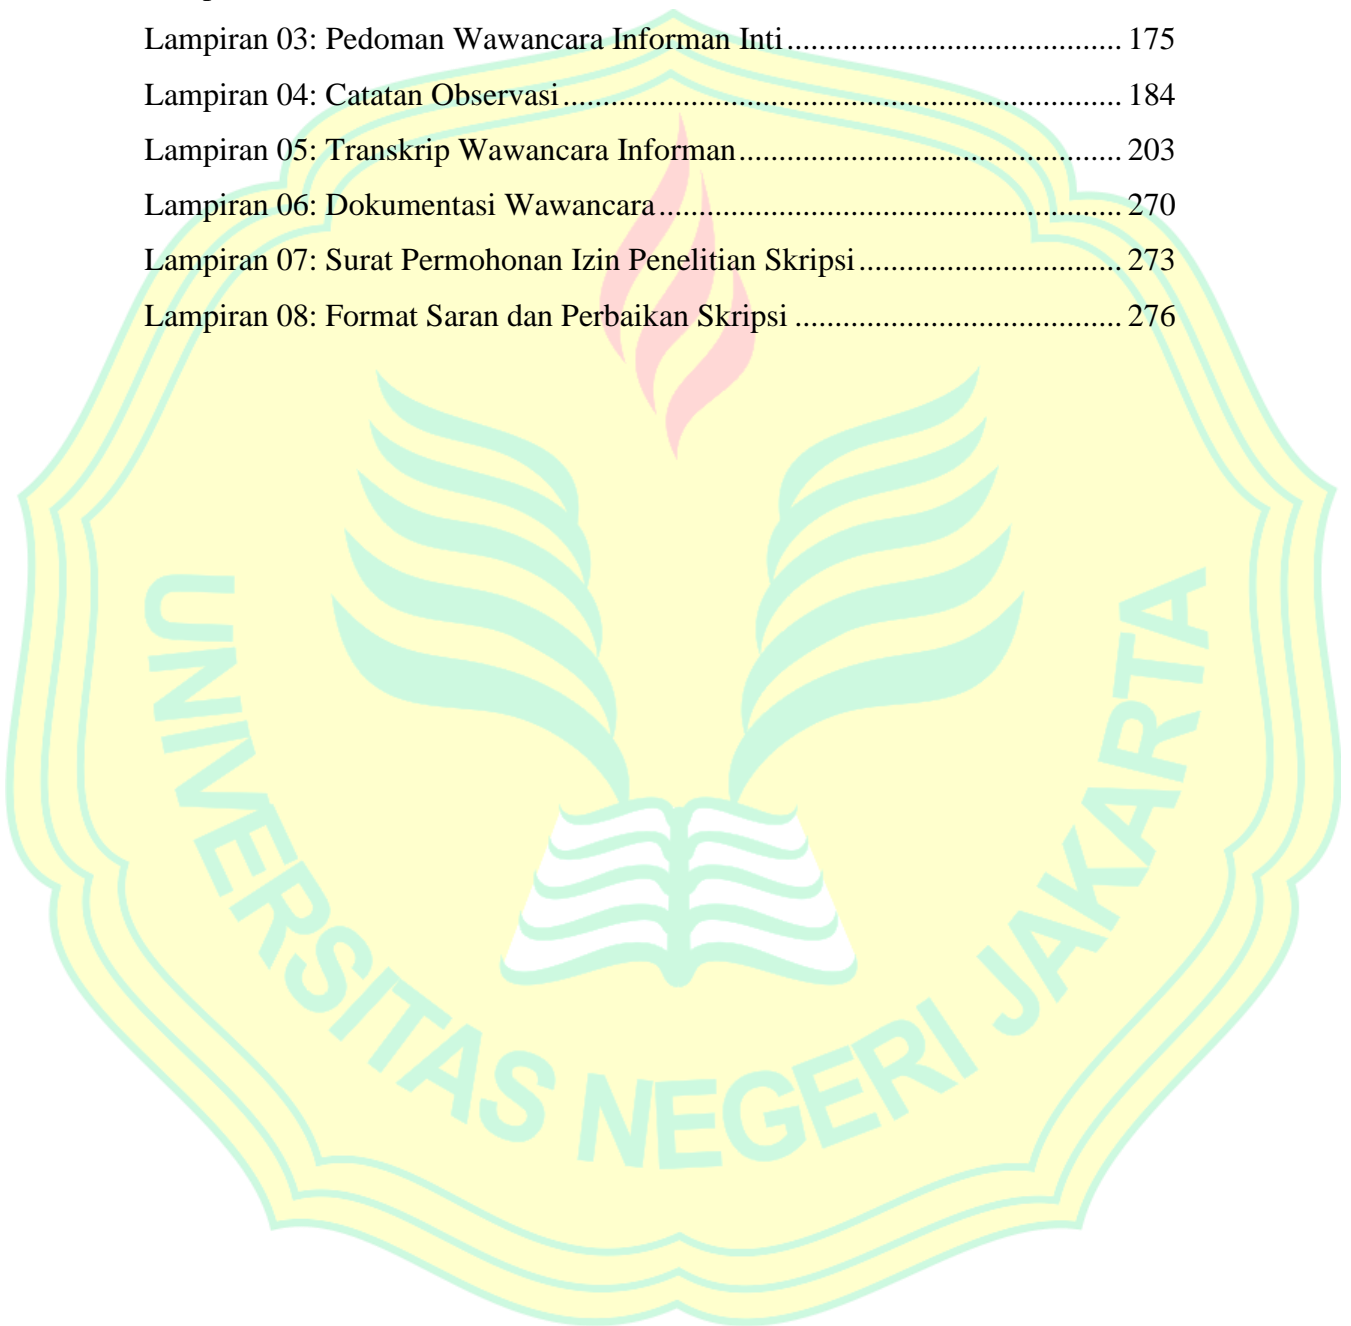 Lampiran 03: Pedoman Wawancara Informan Inti......................................... 175
Lampiran 04: Catatan Observasi.................................................................... 184
Lampiran 05: Transkrip Wawancara Informan............................................... 203
Lampiran 06: Dokumentasi Wawancara......................................................... 270
Lampiran 07: Surat Permohonan Izin Penelitian Skripsi................................ 273
Lampiran 08: Format Saran dan Perbaikan Skripsi ........................................ 276
UNIVERSITAS NEGERI JAKARTA